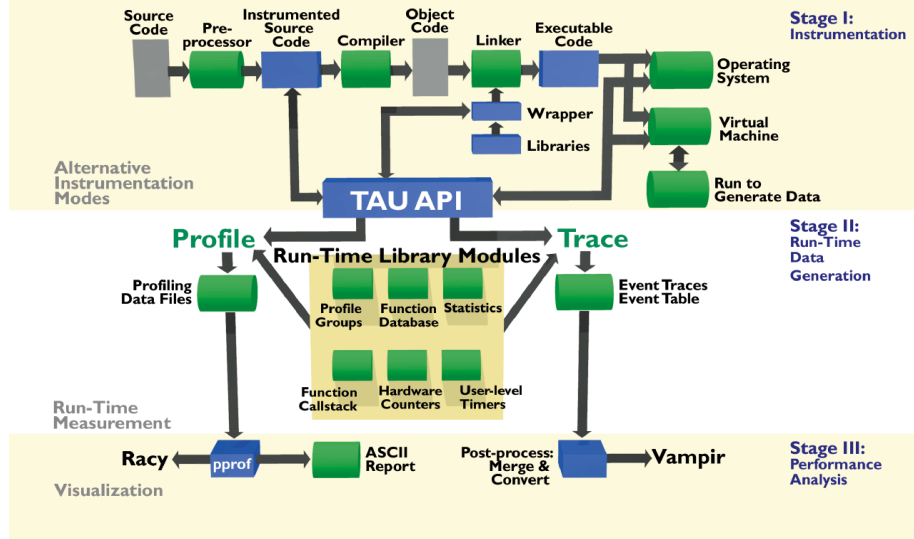 Source
Code
Pre-
processor
Instrumented
Source
Code
Compiler
Object
Code
Linker
Executable
Code
Stage I:
Instrumentation
Operating
System
Wrapper
Libraries
Virtual
Machine
Alternative
Instrumentation
Modes
TAU API
Run to
Generate Data
Profile
Trace
Stage II:
Run-Time
Data
Generation
Run-Time Library Modules
Profiling
Data Files
Event Traces
Event Table
Profile
Groups
Function
Database
Statistics
Function
Callstack
Hardware
Counters
User-level
Timers
Run-Time
Measurement
Racy
pprof
ASCII
Report
Post-process:
Merge &
Convert
Vampir
Stage III:
Performance
Analysis
Visualization